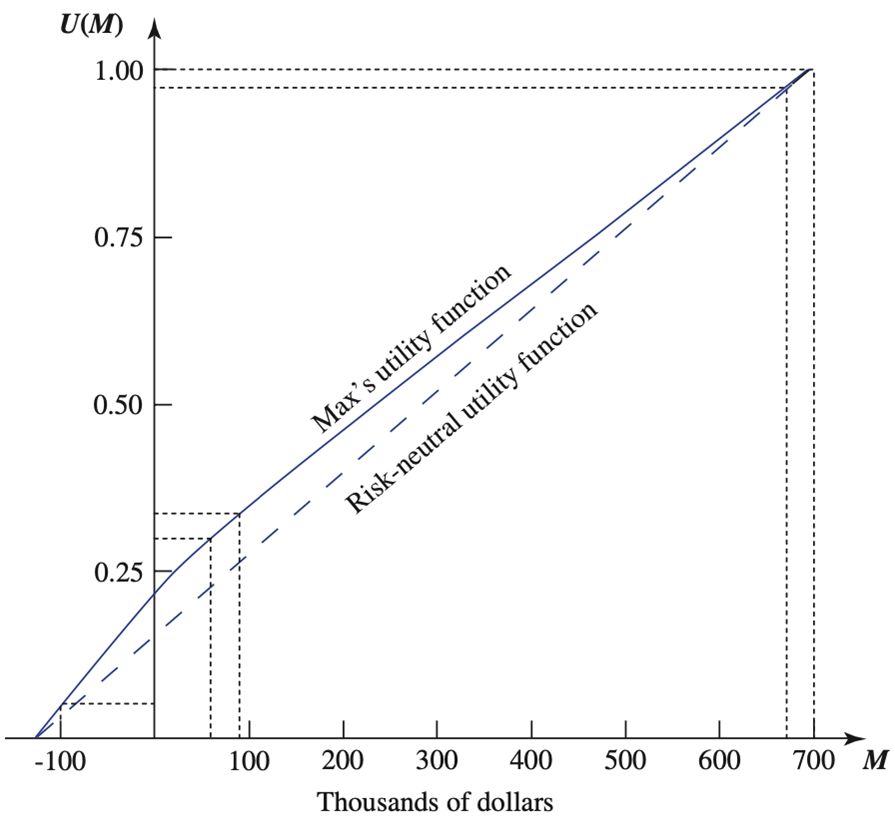 U(M)
1.00
0.75
0.50
0.25
Max's utility function
Risk-neutral utility function
-100 100 200 300 400 500 600 700 M
Thousands of dollars